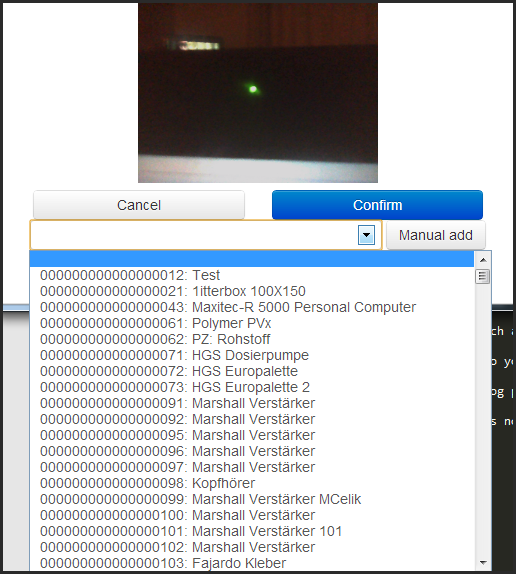 Cancel Confirm
Manual add
000000000000000012: Test
000000000000000021: 1itterbox 100X150
000000000000000043: Maxitec-R 5000 Personal Computer
000000000000000061: Polymer PVx
000000000000000062: PZ: Rohstoff
000000000000000071: HGS Dosierpumpe
000000000000000072: HGS Europalette
000000000000000073: HGS Europalette 2
000000000000000091: Marshall Verstärker
000000000000000092: Marshall Verstärker
000000000000000095: Marshall Verstärker
000000000000000096: Marshall Verstärker
000000000000000097: Marshall Verstärker
000000000000000098: Kopfhörer
000000000000000099: Marshall Verstärker MCelik
000000000000000100: Marshall Verstärker
000000000000000101: Marshall Verstärker 101
000000000000000102: Marshall Verstärker
000000000000000103: Fajardo Kleber